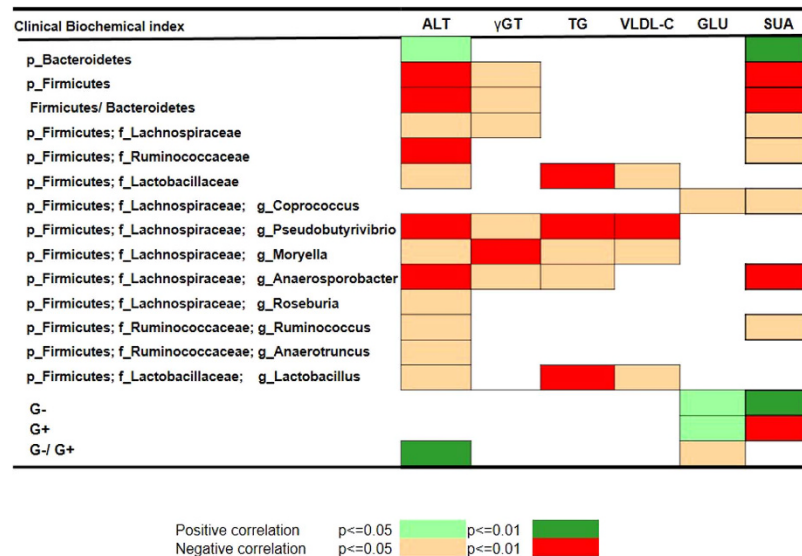 Clinical Biochemical index ALT γGT TG VLDL-C GLU SUA
p_Bacteroidetes
p_Firmicutes
Firmicutes/ Bacteroidetes
p_Firmicutes; f_Lachnospiraceae
p_Firmicutes; f_Ruminococcaceae
p_Firmicutes; f_Lactobacillaceae
p_Firmicutes; f_Lachnospiraceae; g_Coprococcus
p_Firmicutes; f_Lachnospiraceae; g_Pseudobutyrivibrio
p_Firmicutes; f_Lachnospiraceae; g_Moryella
p_Firmicutes; f_Lachnospiraceae; g_Anaerosporobacter
p_Firmicutes; f_Lachnospiraceae; g_Roseburia
p_Firmicutes; f_Ruminococcaceae; g_Ruminococcus
p_Firmicutes; f_Ruminococcaceae; g_Anaerotruncus
p_Firmicutes; f_Lactobacillaceae; g_Lactobacillus
G-
G+
G-/ G+
Positive correlation p<=0.05 p<=0.01
Negative correlation p<=0.05 p<=0.01